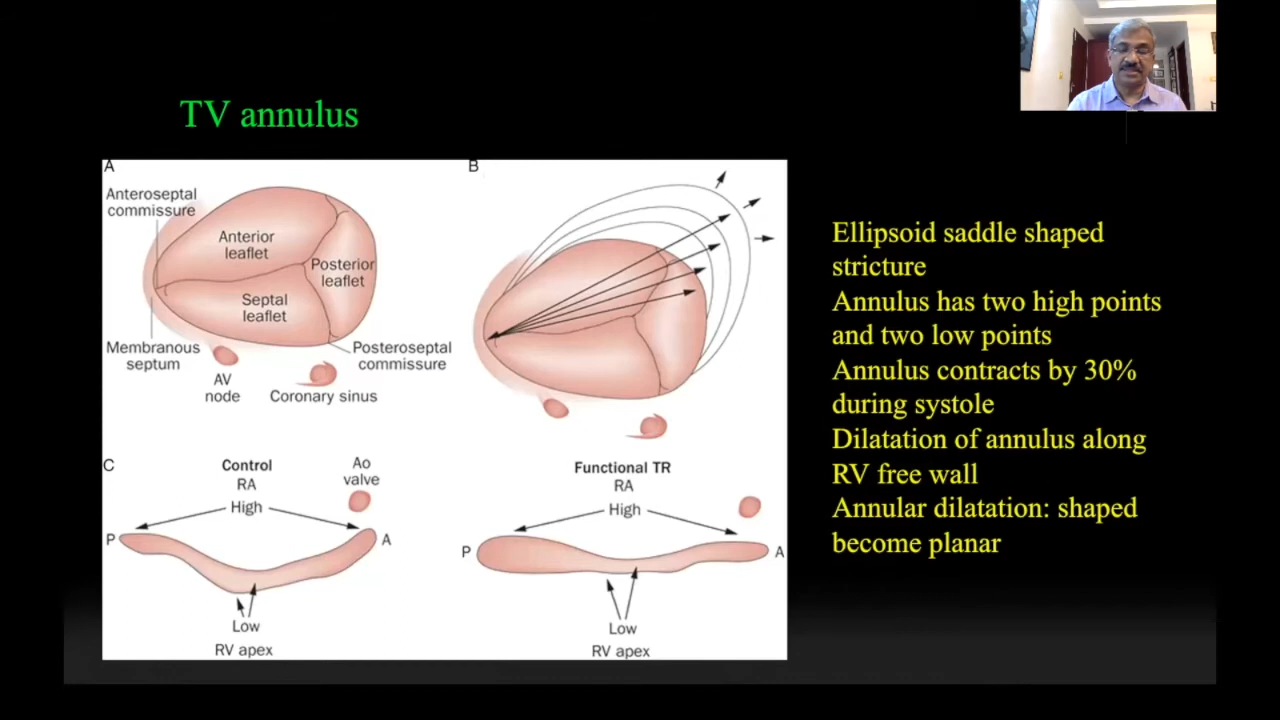 TV annulus
A
Anteroseptal
commissure
Anterior
leaflet
Posterior
leaflet
Septal
leaflet
Membranous
septum
Posteroseptal
commissure
AV
node
Coronary sinus
B
C
Control
RA
High
Ao
valve
P
A
Low
RV apex
Functional TR
RA
High
P
A
Low
RV apex
Ellipsoid saddle shaped
stricture
Annulus has two high points
and two low points
Annulus contracts by 30%
during systole
Dilatation of annulus along
RV free wall
Annular dilatation: shaped
become planar